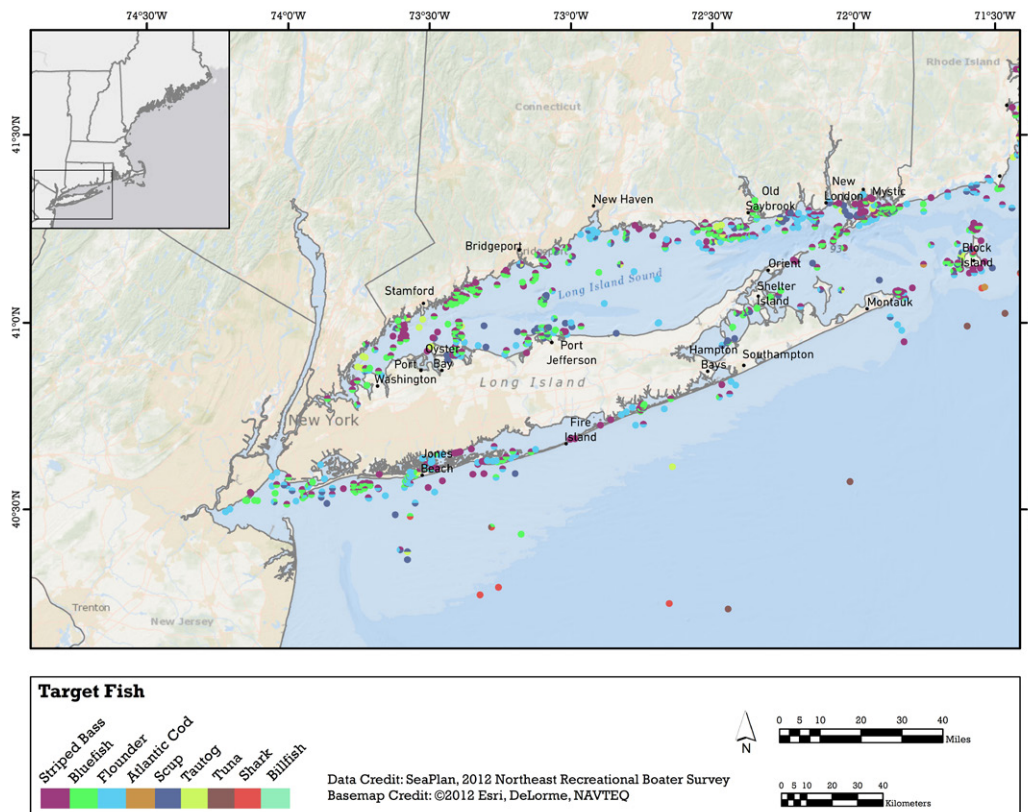 74°30'W 74°0'W 73°30'W 73°0'W 72°30'W 72°0'W 71°30'W
Rhode Island
Connecticut
41°30'N
New London
Mystic
Old Saybrook
New Haven
Bridgeport
Block Island
Long Island Sound
Orient
Stamford
Shelter Island
Montauk
41°0'N
Oyster Bay
Port Jefferson
Port Washington
Hampton Bays
Southampton
Long Island
New York
Fire Island
Jones Beach
40°30'N
Trenton
New Jersey
Target Fish
Striped Bass
Bluefish
Flounder
Atlantic Cod
Scup
Tautog
Tuna
Shark
Billfish
N
0 5 10 20 30 40
Miles
Data Credit: SeaPlan, 2012 Northeast Recreational Boater Survey
Basemap Credit: ©2012 Esri, DeLorme, NAVTEQ
0 5 10 20 30 40
Kilometers